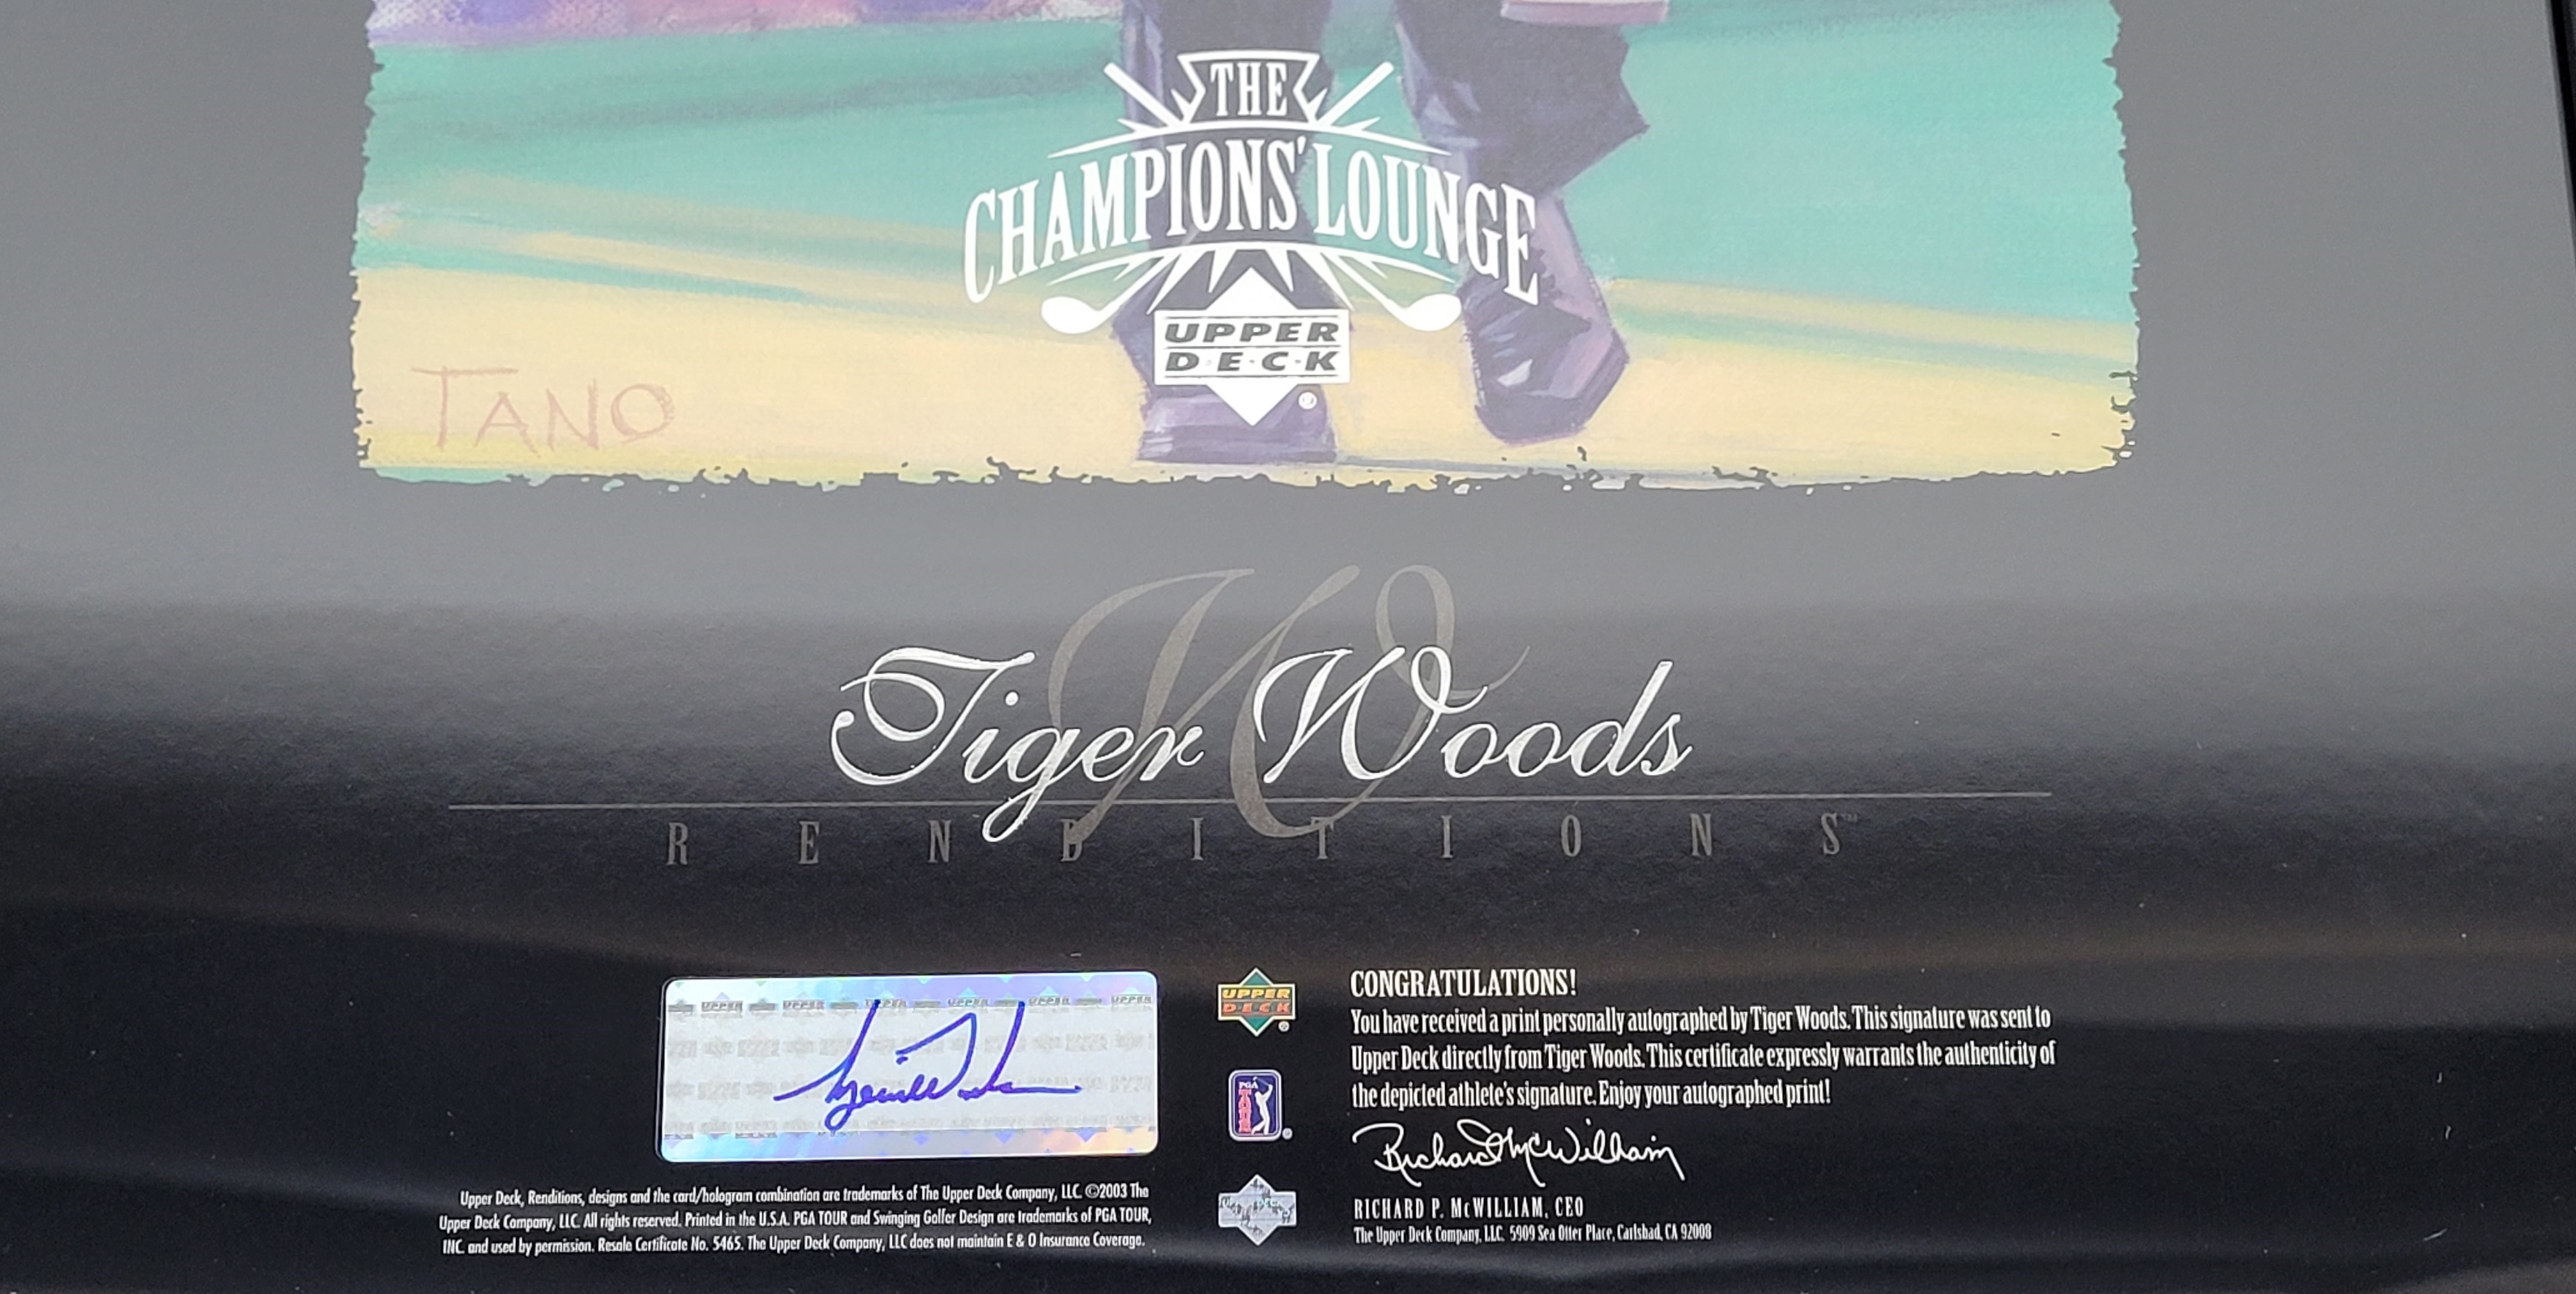 THE
CHAMPIONS' LOUNGE
UPPER
D·E·C·K
®
TANO
Tiger Woods
RENDITIONS™
UPPER
D·E·C·K
®
CONGRATULATIONS!
You have received a print personally autographed by Tiger Woods. This signature was sent to
Upper Deck directly from Tiger Woods. This certificate expressly warrants the authenticity of
the depicted athlete's signature. Enjoy your autographed print!
PGA
TOUR
®
Richard McWilliam
RICHARD P. McWILLIAM, CEO
The Upper Deck Company, LLC. 5909 Sea Otter Place, Carlsbad, CA 92008
Upper Deck, Renditions, designs and the card/hologram combination are trademarks of The Upper Deck Company, LLC. ©2003 The
Upper Deck Company, LLC. All rights reserved. Printed in the U.S.A. PGA TOUR and Swinging Golfer Design are trademarks of PGA TOUR,
INC. and used by permission. Resale Certificate No. 5465. The Upper Deck Company, LLC does not maintain E & O Insurance Coverage.